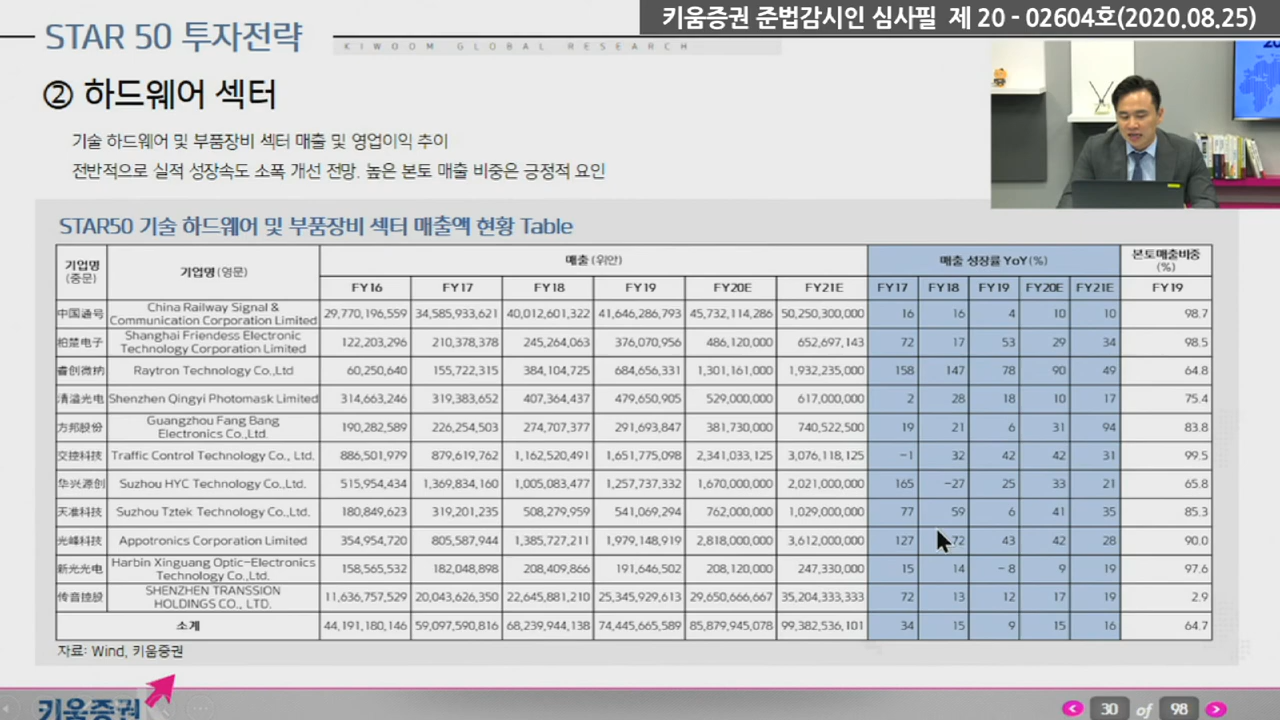 키움증권 준법감시인 심사필 제 20 - 02604호(2020.08.25)
STAR 50 투자전략
KIWOOM GLOBAL RESEARCH
② 하드웨어 섹터
기술 하드웨어 및 부품장비 섹터 매출 및 영업이익 추이
전반적으로 실적 성장속도 소폭 개선 전망. 높은 본토 매출 비중은 긍정적 요인
STAR50 기술 하드웨어 및 부품장비 섹터 매출액 현황 Table
기업명 (중문) 기업명 (영문) 매출 (위안) 매출 성장률 YoY (%) 본토매출비중 (%)
FY16 FY17 FY18 FY19 FY20E FY21E FY17 FY18 FY19 FY20E FY21E FY19
中国通号 China Railway Signal & Communication Corporation Limited 29,770,196,559 34,585,933,621 40,012,601,322 41,646,286,793 45,732,114,286 50,250,300,000 16 16 4 10 10 98.7
柏楚电子 Shanghai Friendess Electronic Technology Corporation Limited 122,203,296 210,378,378 245,264,063 376,070,956 486,120,000 652,697,143 72 17 53 29 34 98.5
睿创微纳 Raytron Technology Co.,Ltd 60,250,640 155,722,315 384,104,725 684,656,331 1,301,161,000 1,932,235,000 158 147 78 90 49 64.8
清溢光电 Shenzhen Qingyi Photomask Limited 314,663,246 319,383,652 407,364,437 479,650,905 529,000,000 617,000,000 2 28 18 10 17 75.4
方邦股份 Guangzhou Fang Bang Electronics Co.,Ltd. 190,282,589 226,254,503 274,707,377 291,693,847 381,730,000 740,522,500 19 21 6 31 94 83.8
交控科技 Traffic Control Technology Co., Ltd. 886,501,979 879,619,762 1,162,520,491 1,651,775,098 2,341,033,125 3,076,118,125 -1 32 42 42 31 99.5
华兴源创 Suzhou HYC Technology Co.,Ltd. 515,954,434 1,369,834,160 1,005,083,477 1,257,737,332 1,670,000,000 2,021,000,000 165 -27 25 33 21 65.8
天准科技 Suzhou Tztek Technology Co.,Ltd. 180,849,623 319,201,235 508,279,959 541,069,294 762,000,000 1,029,000,000 77 59 6 41 35 85.3
光峰科技 Appotronics Corporation Limited 354,954,720 805,587,944 1,385,727,211 1,979,148,919 2,818,000,000 3,612,000,000 127 72 43 42 28 90.0
新光光电 Harbin Xinguang Optic-Electronics Technology Co.,Ltd. 158,565,532 182,048,898 208,409,866 191,646,502 208,120,000 247,330,000 15 14 - 8 9 19 97.6
传音控股 SHENZHEN TRANSSION HOLDINGS CO., LTD. 11,636,757,529 20,043,626,350 22,645,881,210 25,345,929,613 29,650,666,667 35,204,333,333 72 13 12 17 19 2.9
소계 44,191,180,146 59,097,590,816 68,239,944,138 74,445,665,589 85,879,945,078 99,382,536,101 34 15 9 15 16 64.7
자료: Wind, 키움증권
키움증권
30 of 98